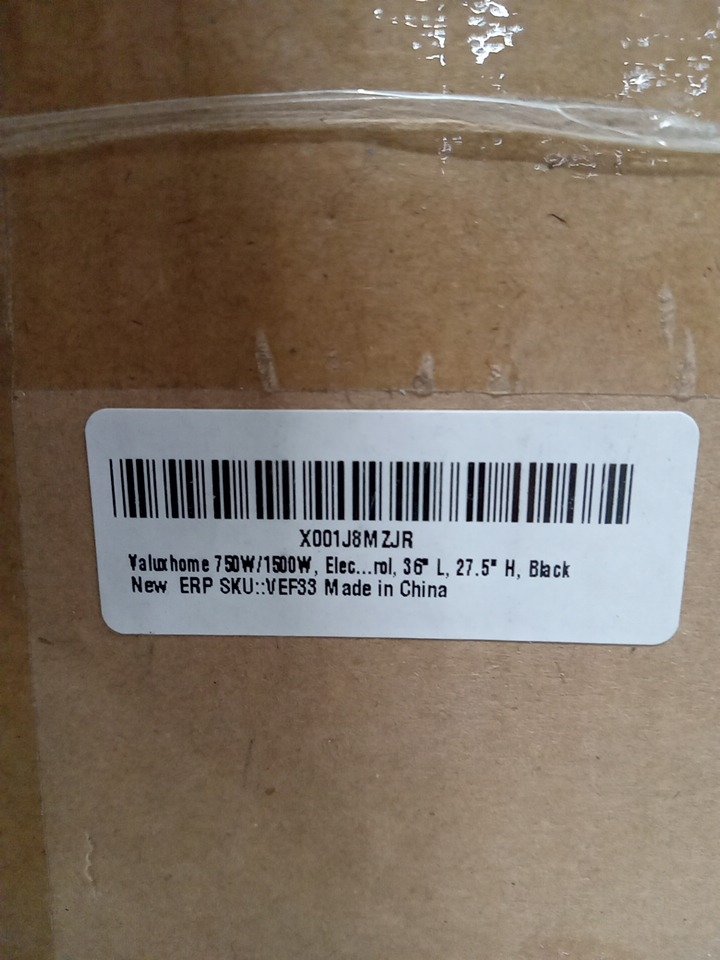 X001J8MZJR
Valuxhome 750W/1500W, Elec...rol, 36" L, 27.5" H, Black
New ERP SKU::VEF33 Made in China